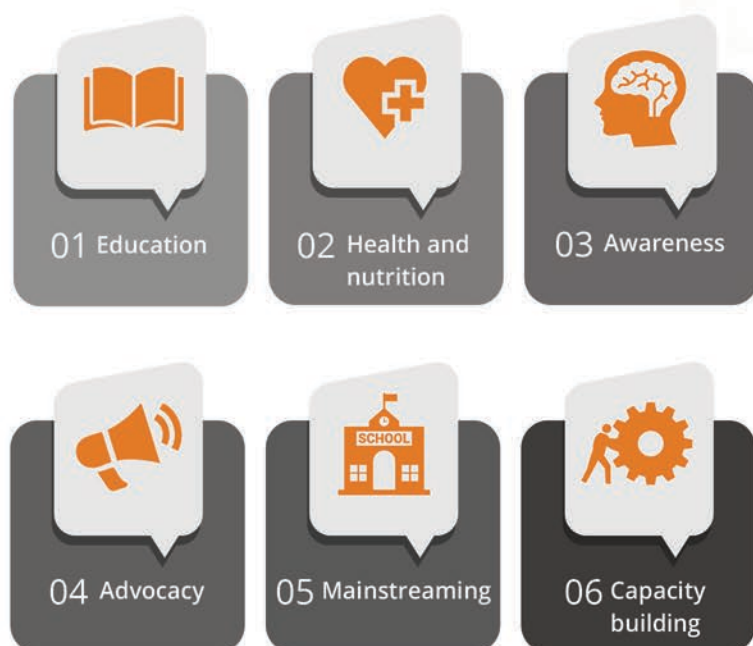 01 Education
02 Health and
nutrition
03 Awareness
04 Advocacy
SCHOOL
05 Mainstreaming
06 Capacity
building